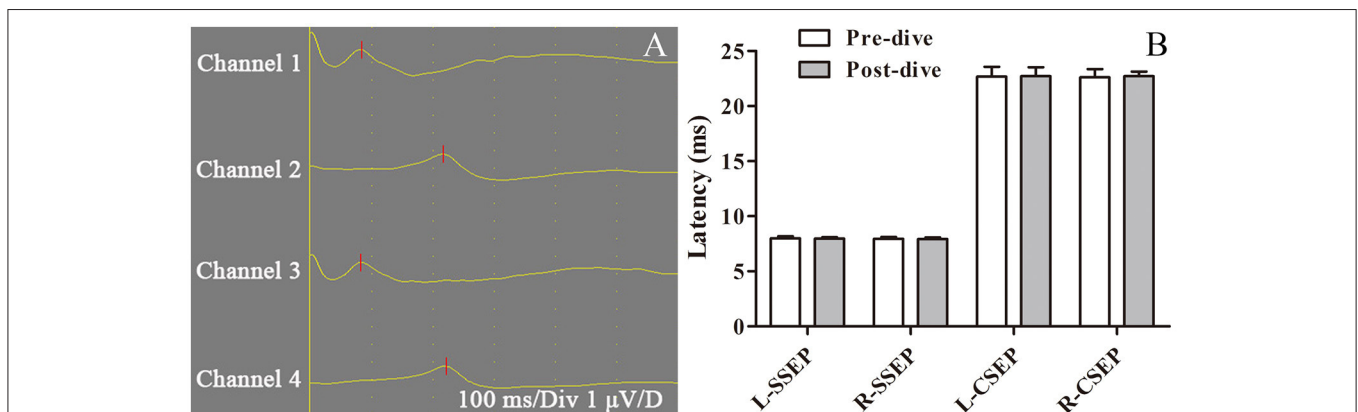 A
Channel 1
Channel 2
Channel 3
Channel 4
100 ms/Div 1 μV/D
B
Pre-dive
Post-dive
Latency (ms)
25
20
15
10
5
0
L-SSEP
R-SSEP
L-CSEP
R-CSEP